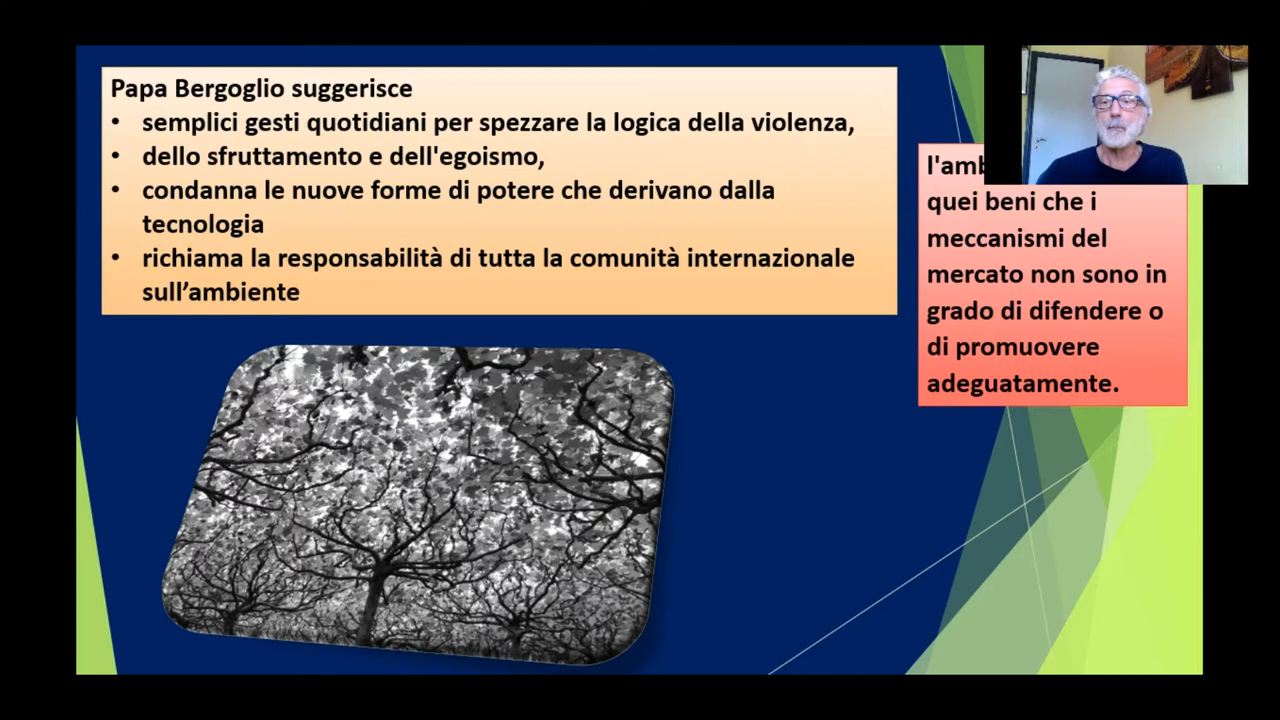 Papa Bergoglio suggerisce
• semplici gesti quotidiani per spezzare la logica della violenza,
• dello sfruttamento e dell'egoismo,
• condanna le nuove forme di potere che derivano dalla
tecnologia
• richiama la responsabilità di tutta la comunità internazionale
sull’ambiente
quei beni che i
meccanismi del
mercato non sono in
grado di difendere o
di promuovere
adeguatamente.